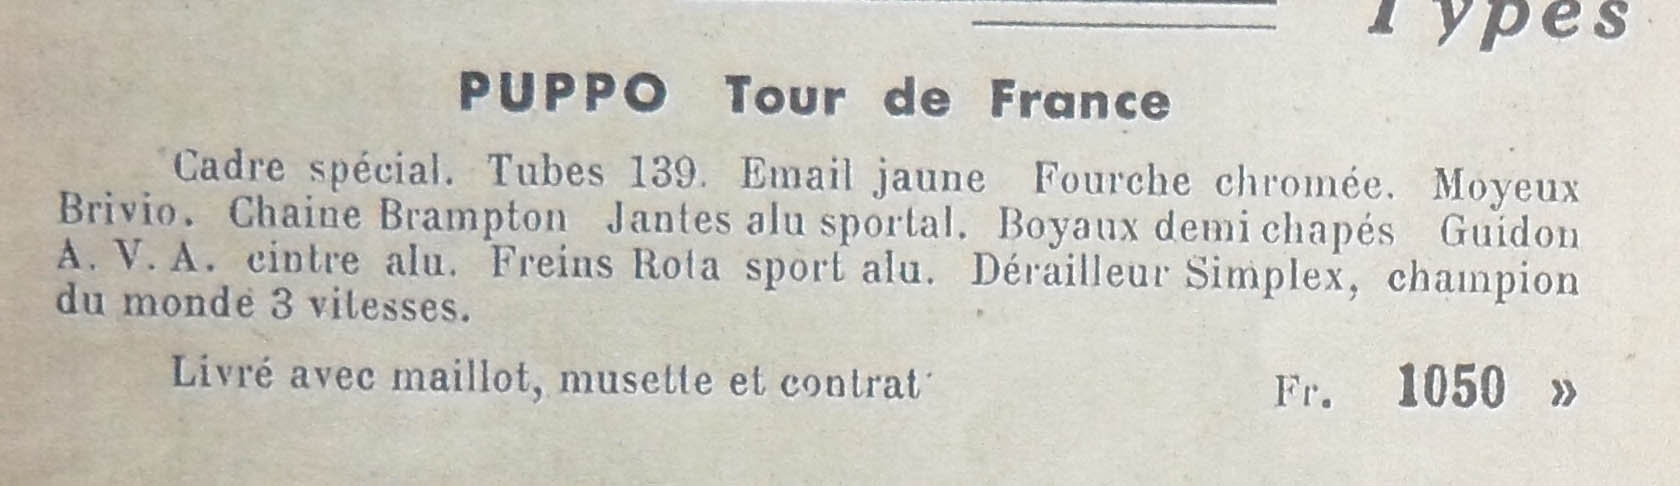 Types
PUPPO Tour de France
Cadre spécial. Tubes 139. Email jaune Fourche chromée. Moyeux
Brivio. Chaine Brampton Jantes alu sportal. Boyaux demi chapés Guidon
A. V. A. cintre alu. Freins Rota sport alu. Dérailleur Simplex, champion
du monde 3 vitesses.
Livré avec maillot, musette et contrat
Fr. 1050 »